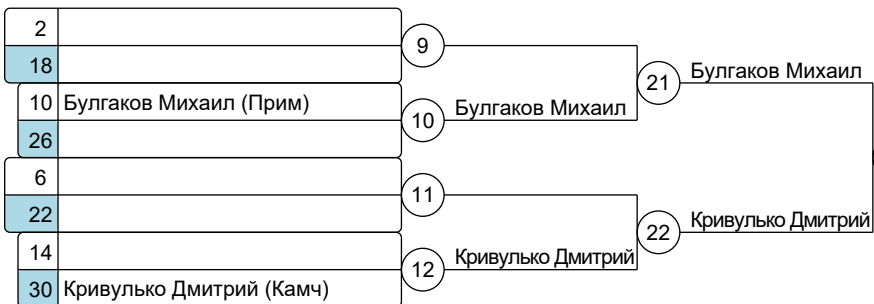 2
9
18
21 Булгаков Михаил
10 Булгаков Михаил (Прим)
10 Булгаков Михаил
26
6
11
22
22 Кривулько Дмитрий
14
12 Кривулько Дмитрий
30 Кривулько Дмитрий (Камч)